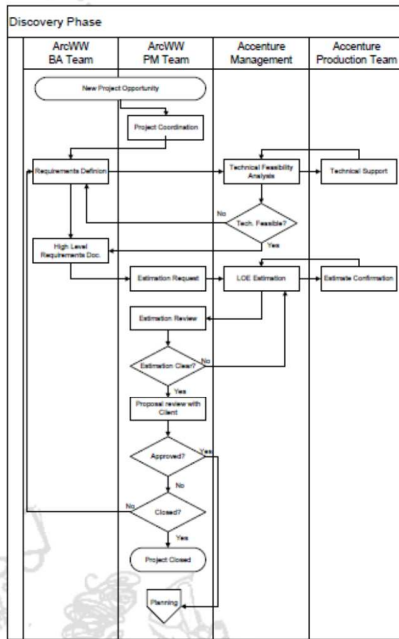 Discovery Phase
ArcWW
BA Team
ArcWW
PM Team
Accenture
Management
Accenture
Production Team
New Project Opportunity
Project Coordination
Requirements Definion
Technical Feasibility
Analysis
Technical Support
No
Tech. Feasible?
Yes
High Level
Requirements Doc.
Estimation Request
LOE Estimation
Estimate Confirmation
Estimation Review
Estimation Clear?
No
Yes
Proposal review with
Client
Approved?
Yes
No
No
Closed?
Yes
Project Closed
Planning